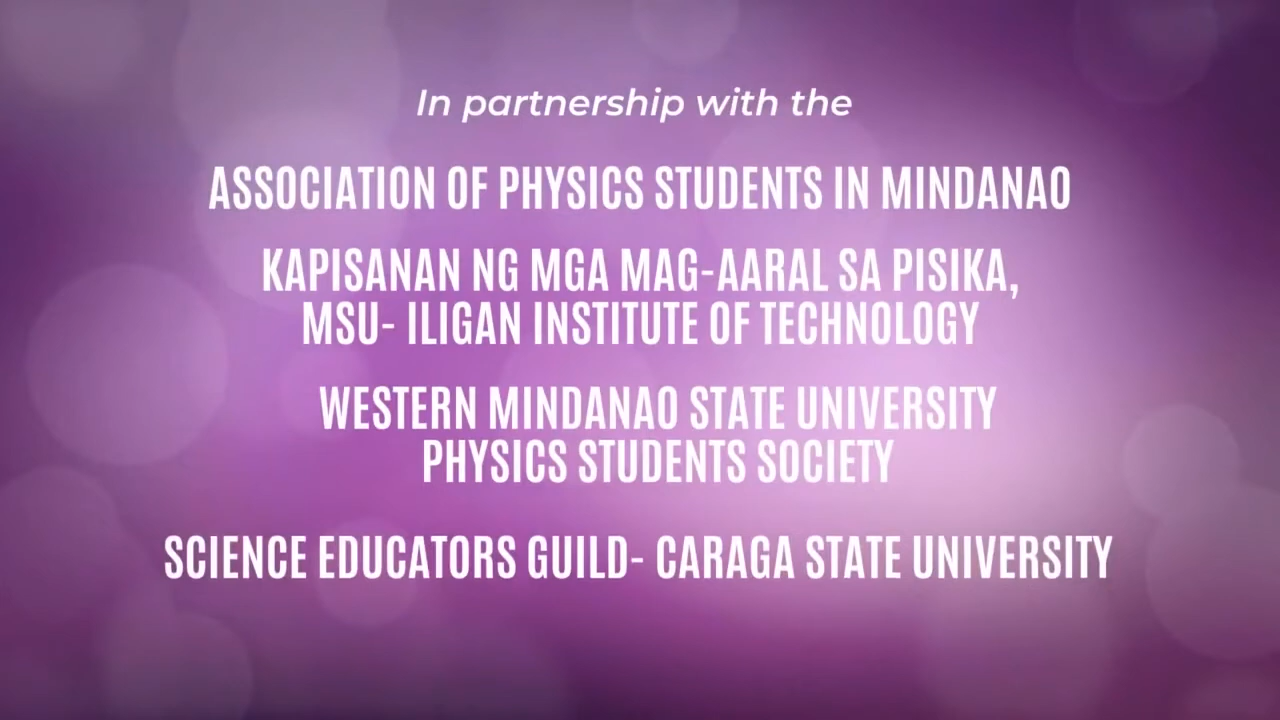 In partnership with the
ASSOCIATION OF PHYSICS STUDENTS IN MINDANAO
KAPISANAN NG MGA MAG-AARAL SA PISIKA,
MSU- ILIGAN INSTITUTE OF TECHNOLOGY
WESTERN MINDANAO STATE UNIVERSITY
PHYSICS STUDENTS SOCIETY
SCIENCE EDUCATORS GUILD- CARAGA STATE UNIVERSITY